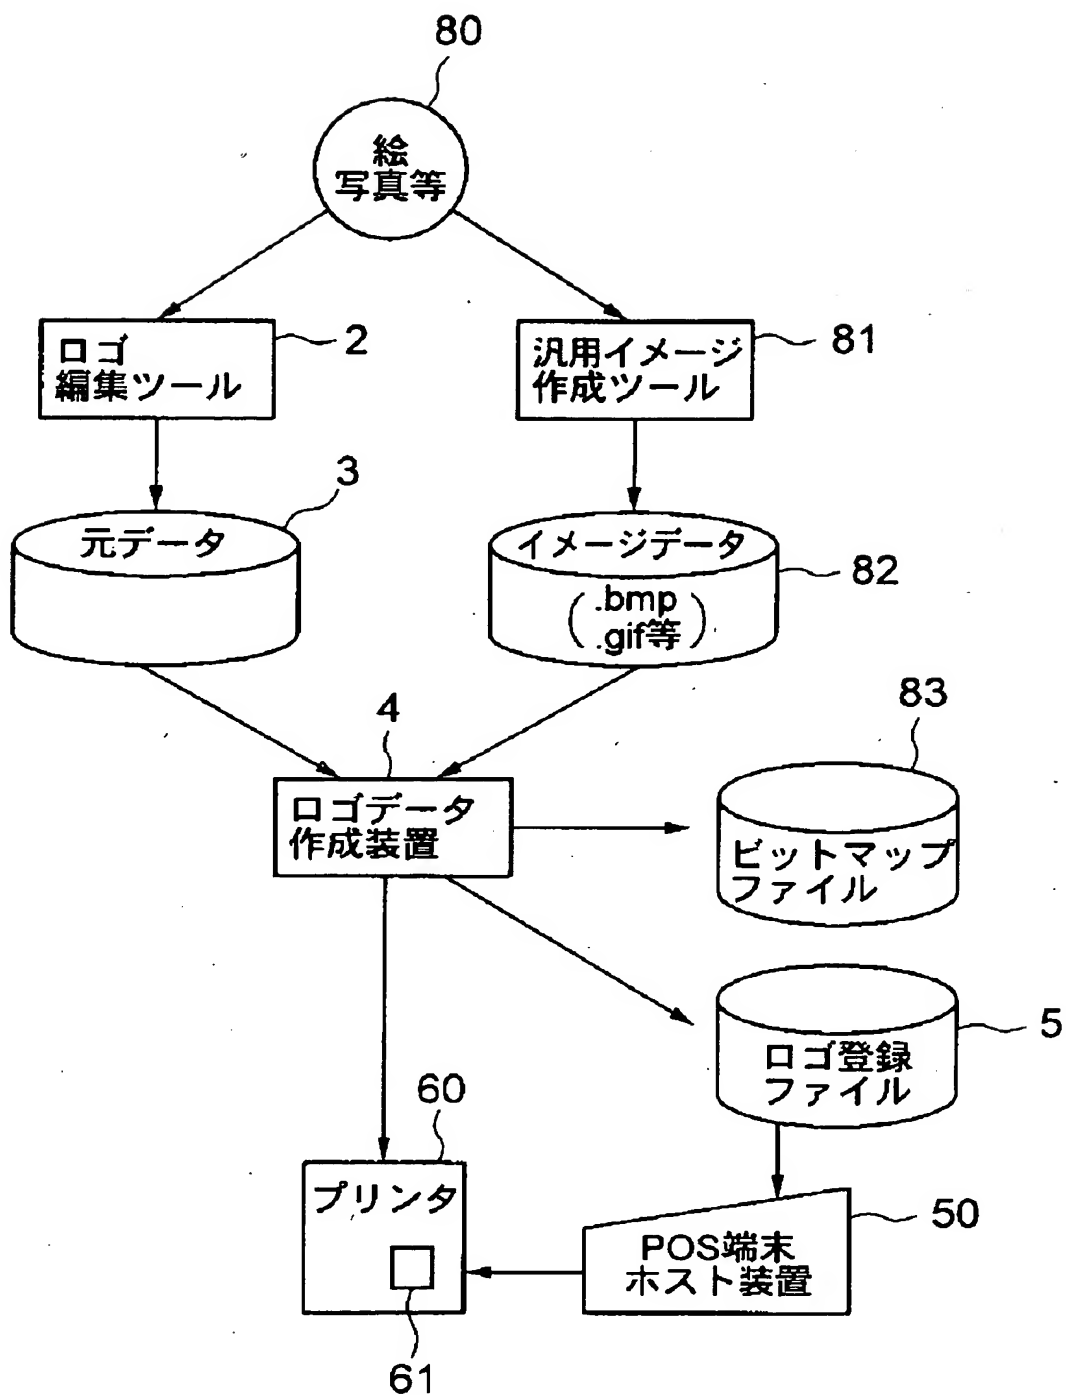 80
絵
写真等
ロゴ
編集ツール
2
汎用イメージ
作成ツール
81
3
元データ
イメージデータ
(.bmp
.gif等)
82
4
83
ロゴデータ
作成装置
ビットマップ
ファイル
5
ロゴ登録
ファイル
60
プリンタ
50
POS端末
ホスト装置
61